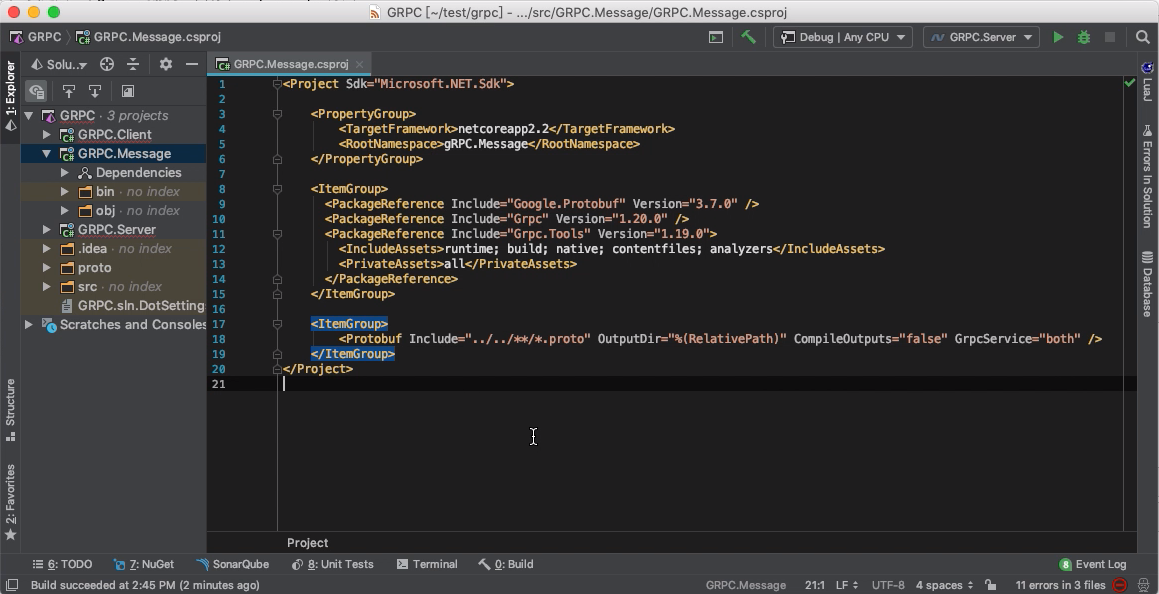 GRPC [~/test/grpc] - .../src/GRPC.Message/GRPC.Message.csproj
GRPC GRPC.Message.csproj
Debug | Any CPU GRPC.Server
1: Explorer
Solu..
GRPC · 3 projects
GRPC.Client
GRPC.Message
Dependencies
bin · no index
obj · no index
GRPC.Server
.idea · no index
proto
src · no index
GRPC.sln.DotSetting
Scratches and Consoles
Structure
2: Favorites
GRPC.Message.csproj
1 <Project Sdk="Microsoft.NET.Sdk">
2
3 <PropertyGroup>
4 <TargetFramework>netcoreapp2.2</TargetFramework>
5 <RootNamespace>gRPC.Message</RootNamespace>
6 </PropertyGroup>
7
8 <ItemGroup>
9 <PackageReference Include="Google.Protobuf" Version="3.7.0" />
10 <PackageReference Include="Grpc" Version="1.20.0" />
11 <PackageReference Include="Grpc.Tools" Version="1.19.0">
12 <IncludeAssets>runtime; build; native; contentfiles; analyzers</IncludeAssets>
13 <PrivateAssets>all</PrivateAssets>
14 </PackageReference>
15 </ItemGroup>
16
17 <ItemGroup>
18 <Protobuf Include="../../**/*.proto" OutputDir="%(RelativePath)" CompileOutputs="false" GrpcService="both" />
19 </ItemGroup>
20 </Project>
21
Project
LuaJ
Errors In Solution
Database
6: TODO 7: NuGet SonarQube 8: Unit Tests Terminal 0: Build 8 Event Log
Build succeeded at 2:45 PM (2 minutes ago) GRPC.Message 21:1 LF UTF-8 4 spaces 11 errors in 3 files